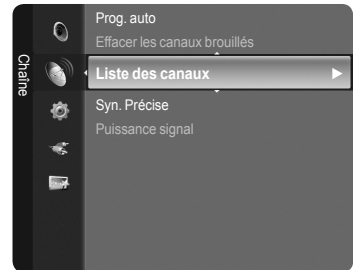 Chaîne
Prog. auto
Effacer les canaux brouillés
Liste des canaux
Syn. Précise
Puissance signal